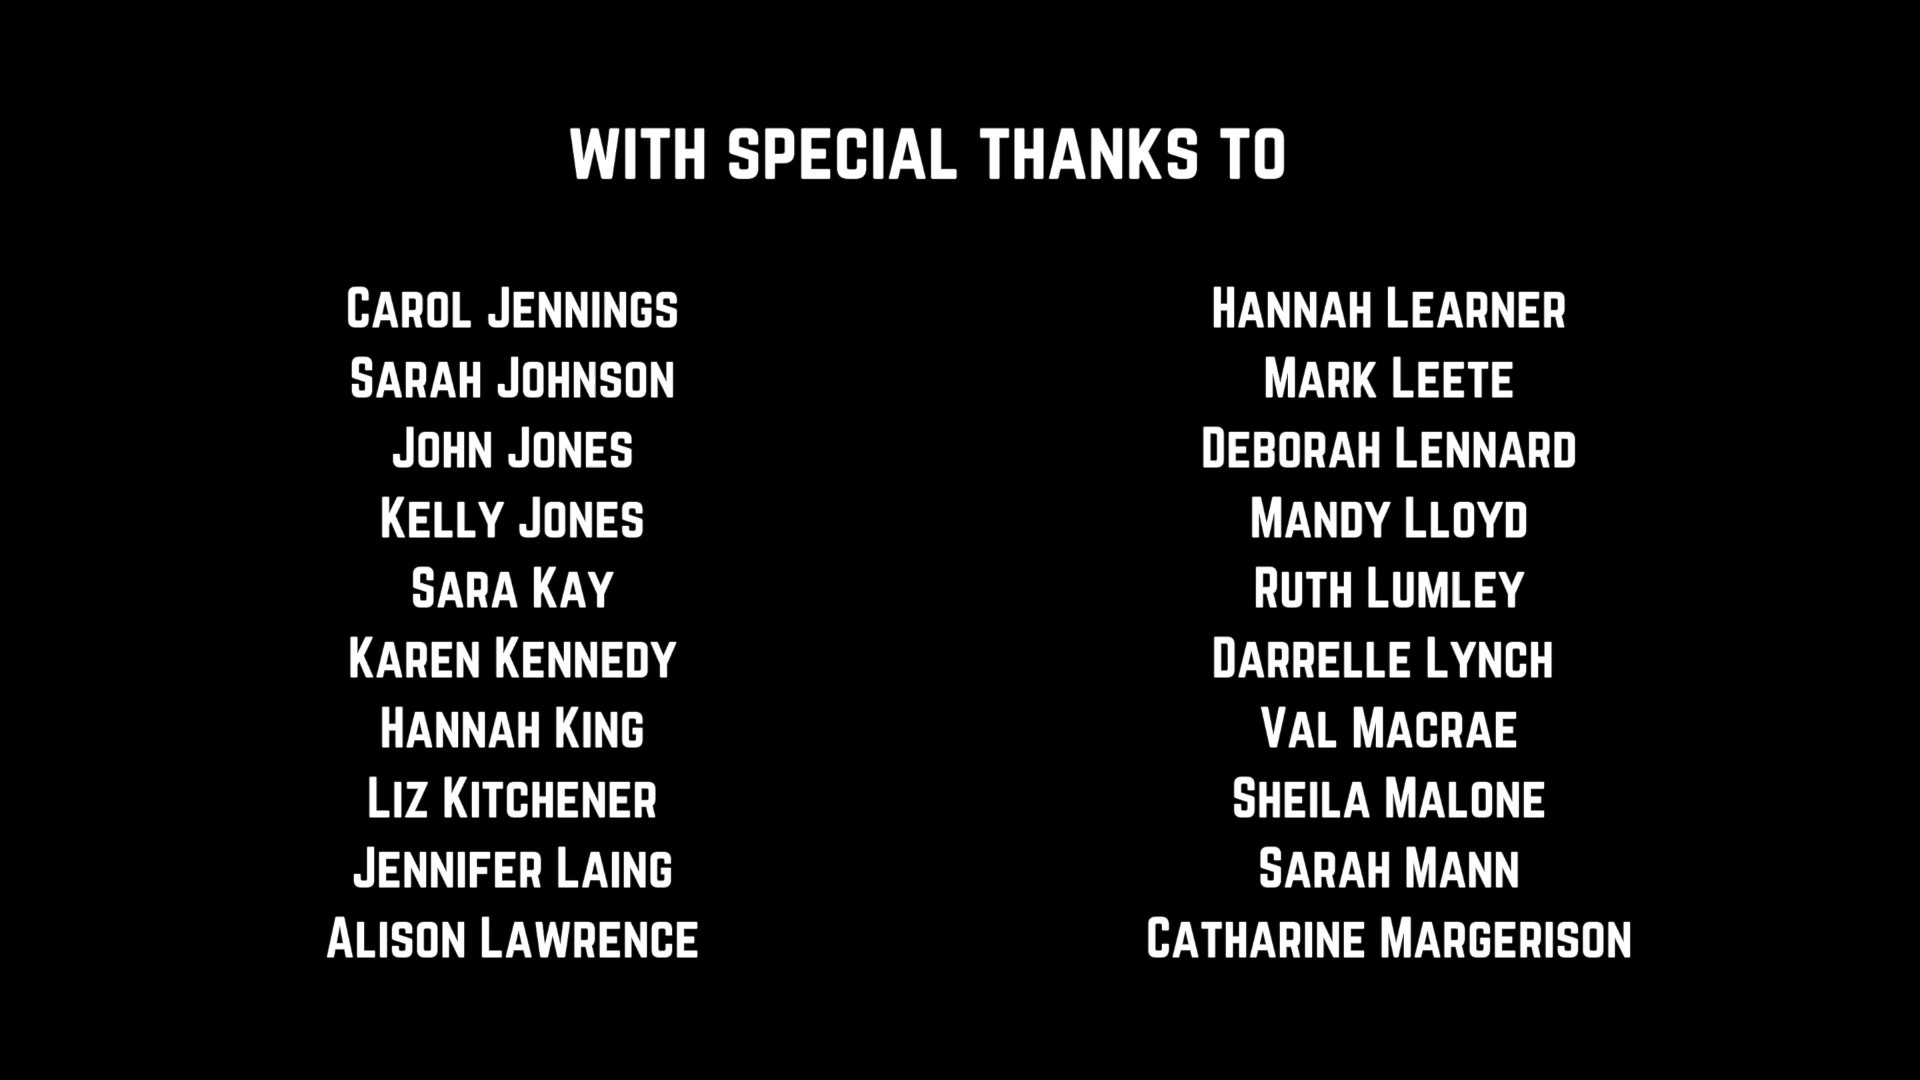 WITH SPECIAL THANKS TO
CAROL JENNINGS
SARAH JOHNSON
JOHN JONES
KELLY JONES
SARA KAY
KAREN KENNEDY
HANNAH KING
LIZ KITCHENER
JENNIFER LAING
ALISON LAWRENCE
HANNAH LEARNER
MARK LEETE
DEBORAH LENNARD
MANDY LLOYD
RUTH LUMLEY
DARRELLE LYNCH
VAL MACRAE
SHEILA MALONE
SARAH MANN
CATHARINE MARGERISON